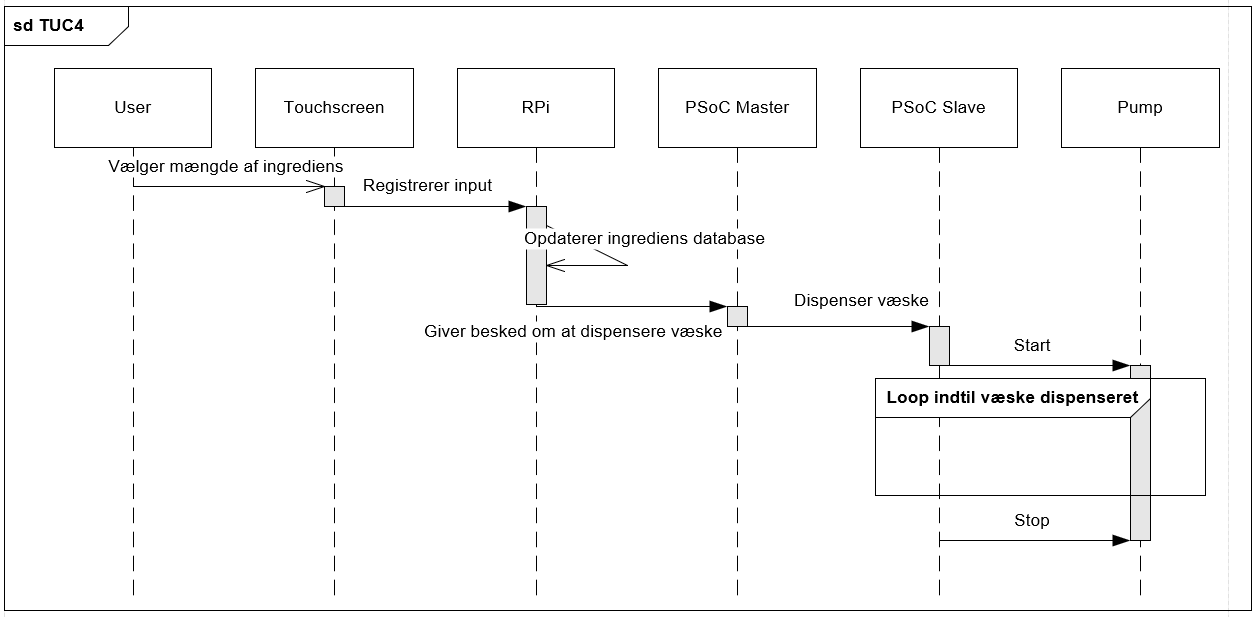 sd TUC4
User
Touchscreen
RPi
PSoC Master
PSoC Slave
Pump
Vælger mængde af ingrediens
Registrerer input
Opdaterer ingrediens database
Dispenser væske
Giver besked om at dispensere væske
Start
Loop indtil væske dispenseret
Stop